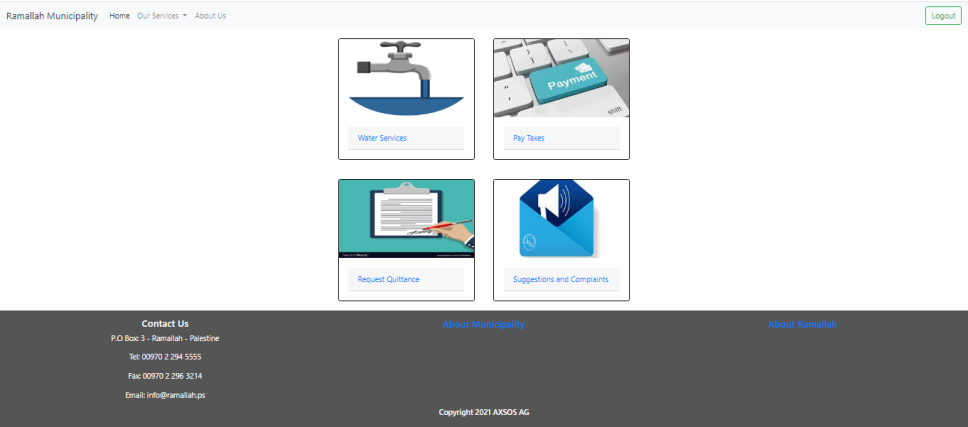 Ramallah Municipality Home Our Services About Us Logout
Payment
shift
Water Services
Pay Taxes
Request Quittance
Suggestions and Complaints
Contact Us
P.O Box: 3 - Ramallah - Palestine
Tel: 00970 2 294 5555
Fax: 00970 2 296 3214
Email: info@ramallah.ps
About Municipality
About Ramallah
Copyright 2021 AXSOS AG